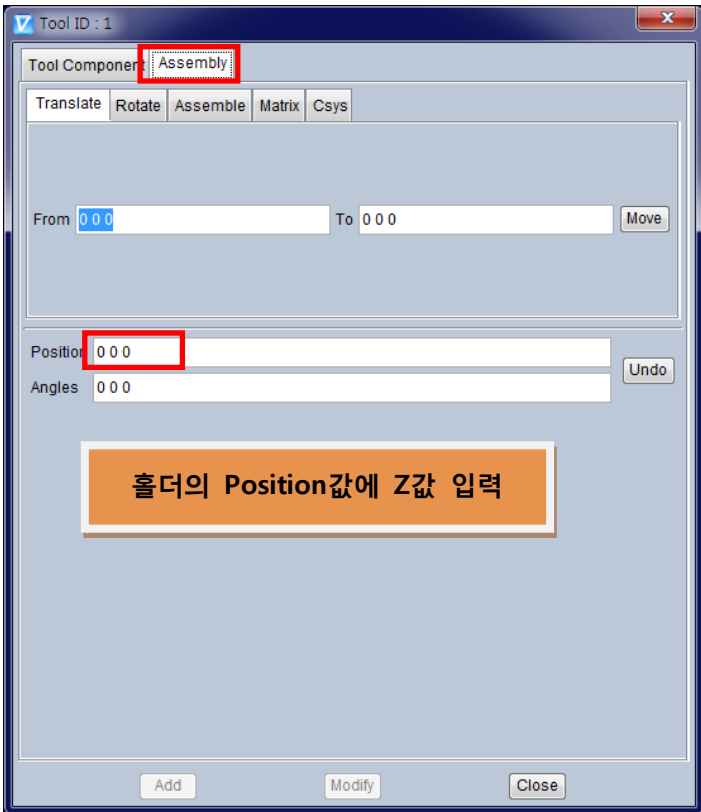 Tool ID : 1
Tool Component Assembly
Translate Rotate Assemble Matrix Csys
From 0 0 0 To 0 0 0 Move
Position 0 0 0
Undo
Angles 0 0 0
홀더의 Position값에 Z값 입력
Add Modify Close